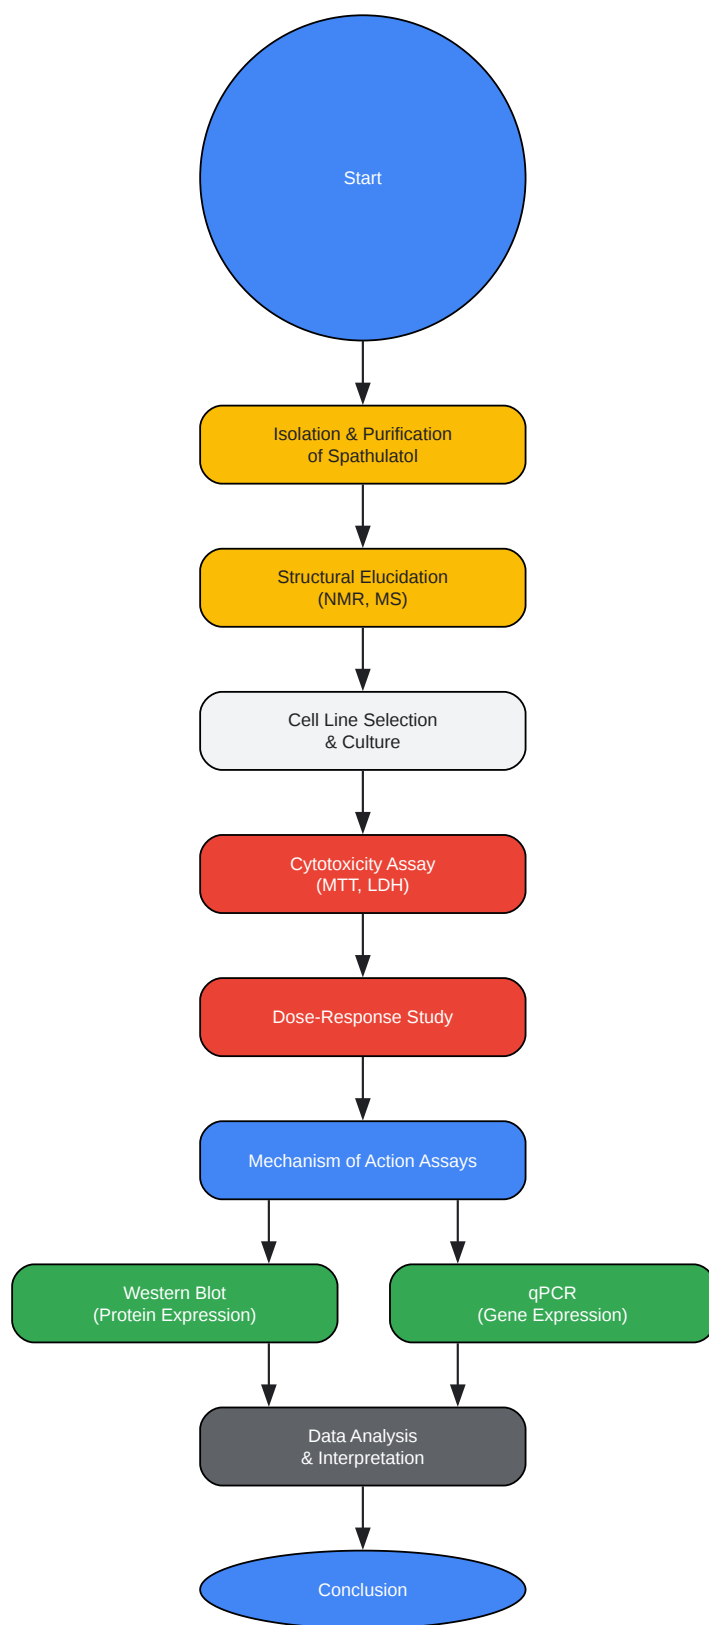 Start
Isolation & Purification
of Spathulatol
Structural Elucidation
(NMR, MS)
Cell Line Selection
& Culture
Cytotoxicity Assay
(MTT, LDH)
Dose-Response Study
Mechanism of Action Assays
Western Blot
(Protein Expression)
qPCR
(Gene Expression)
Data Analysis
& Interpretation
Conclusion